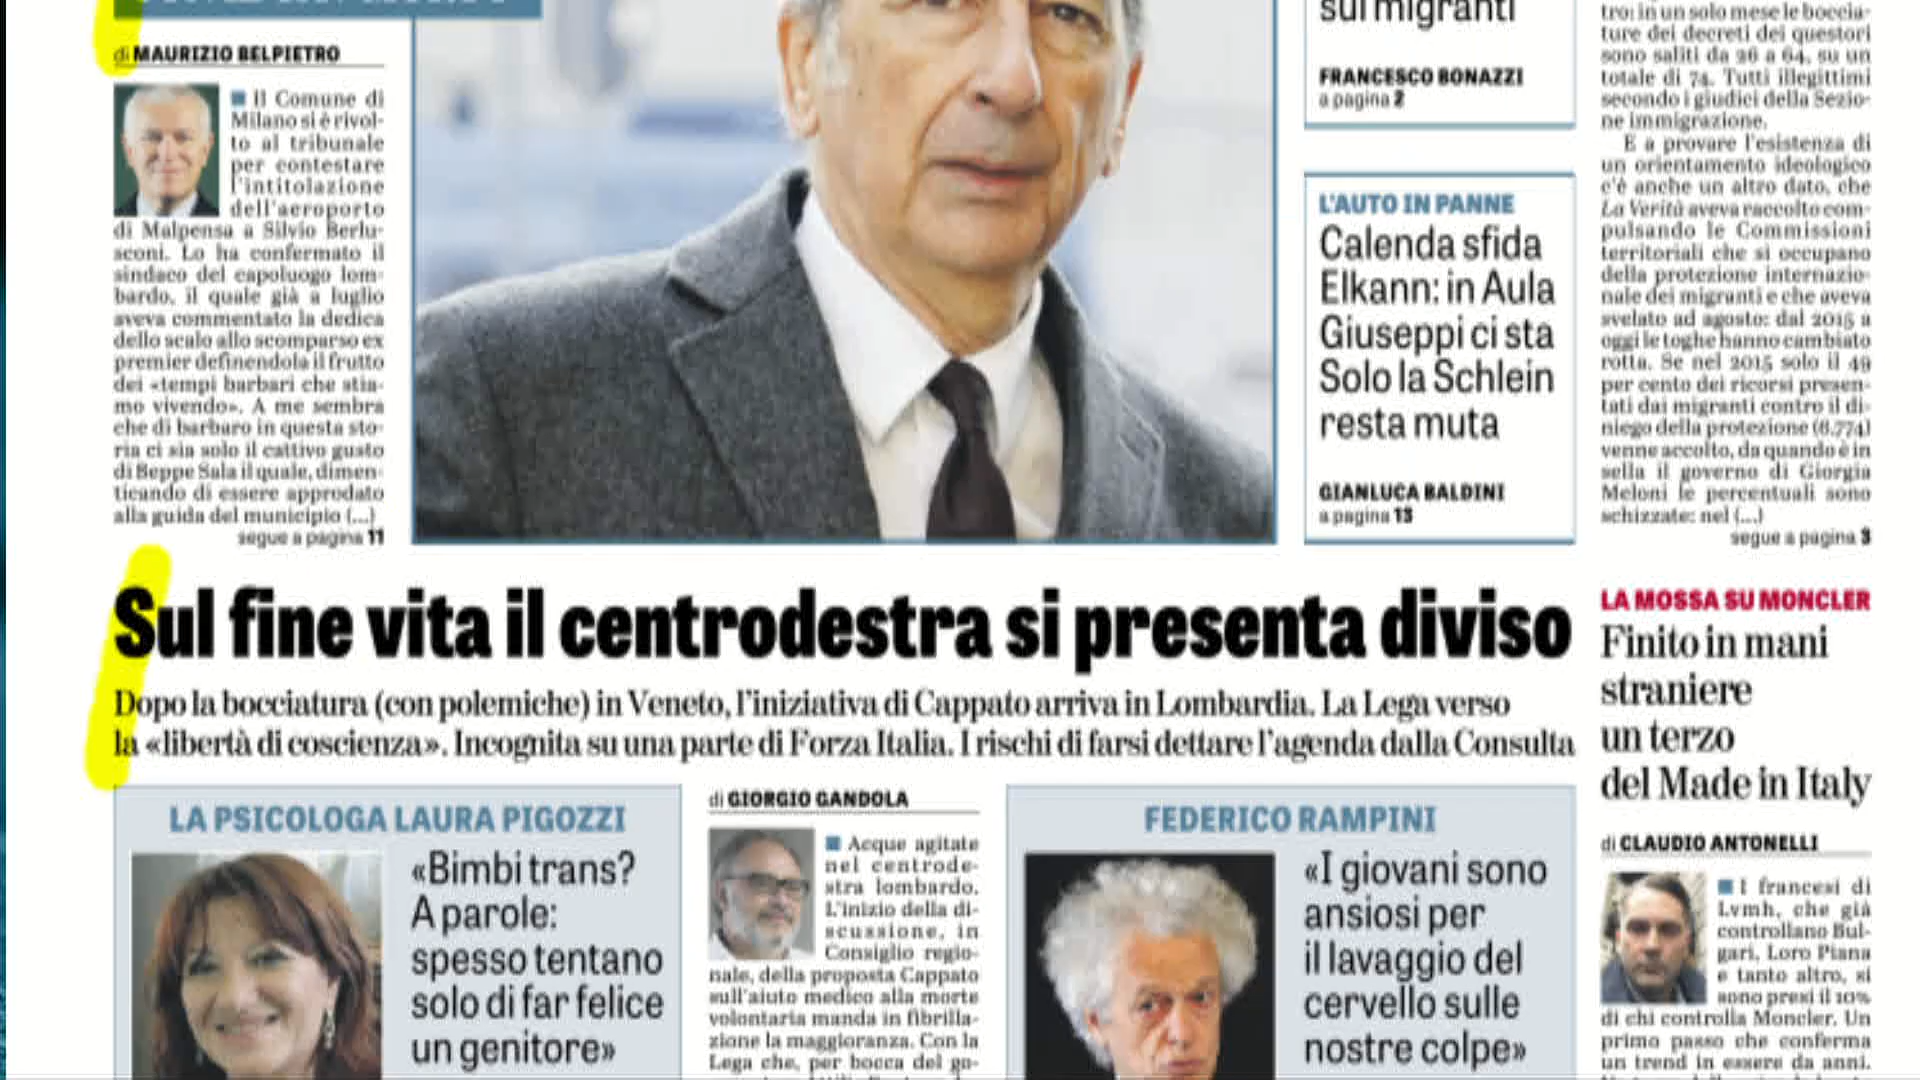 di MAURIZIO BELPIETRO
Il Comune di
Milano si è rivol-
to al tribunale
per contestare
l'intitolazione
dell'aeroporto
di Malpensa a Silvio Berlu-
sconi. Lo ha confermato il
sindaco del capoluogo lom-
bardo, il quale già a luglio
aveva commentato la dedica
dello scalo allo scomparso ex
premier definendola il frutto
dei «tempi barbari che stia-
mo vivendo». A me sembra
che di barbaro in questa sto-
ria ci sia solo il cattivo gusto
di Beppe Sala il quale, dimen-
ticando di essere approdato
alla guida del municipio (...)
segue a pagina 11
sui migranti
FRANCESCO BONAZZI
a pagina 2
L'AUTO IN PANNE
Calenda sfida
Elkann: in Aula
Giuseppi ci sta
Solo la Schlein
resta muta
GIANLUCA BALDINI
a pagina 13
tro: in un solo mese le boccia-
ture dei decreti dei questori
sono saliti da 26 a 64, su un
totale di 74. Tutti illegittimi
secondo i giudici della Sezio-
ne immigrazione.
E a provare l'esistenza di
un orientamento ideologico
c'è anche un altro dato, che
La Verità aveva raccolto com-
pulsando le Commissioni
territoriali che si occupano
della protezione internazio-
nale dei migranti e che aveva
svelato ad agosto: dal 2015 a
oggi le toghe hanno cambiato
rotta. Se nel 2015 solo il 49
per cento dei ricorsi presen-
tati dai migranti contro il di-
niego della protezione (6.774)
venne accolto, da quando è in
sella il governo di Giorgia
Meloni le percentuali sono
schizzate: nel (...)
segue a pagina 3
Sul fine vita il centrodestra si presenta diviso
Dopo la bocciatura (con polemiche) in Veneto, l'iniziativa di Cappato arriva in Lombardia. La Lega verso
la «libertà di coscienza». Incognita su una parte di Forza Italia. I rischi di farsi dettare l'agenda dalla Consulta
LA PSICOLOGA LAURA PIGOZZI
«Bimbi trans?
A parole:
spesso tentano
solo di far felice
un genitore»
di GIORGIO GANDOLA
Acque agitate
nel centrode-
stra lombardo.
L'inizio della di-
scussione, in
Consiglio regio-
nale, della proposta Cappato
sull'aiuto medico alla morte
volontaria manda in fibrilla-
zione la maggioranza. Con la
Lega che, per bocca del go-
FEDERICO RAMPINI
«I giovani sono
ansiosi per
il lavaggio del
cervello sulle
nostre colpe»
LA MOSSA SU MONCLER
Finito in mani
straniere
un terzo
del Made in Italy
di CLAUDIO ANTONELLI
I francesi di
Lvmh, che già
controllano Bul-
gari, Loro Piana
e tanto altro, si
sono presi il 10%
di chi controlla Moncler. Un
primo passo che conferma
un trend in essere da anni.